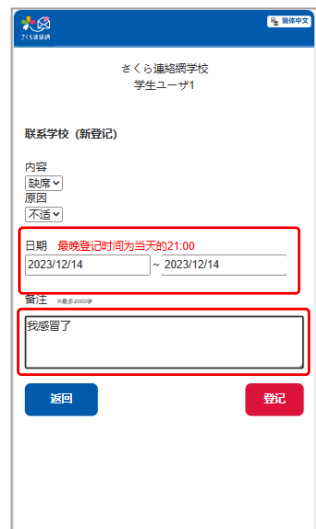 さくら連絡網
簡体中文
さくら連絡網学校
学生ユーザ1
联系学校（新登记）
内容
缺席
原因
不适
日期 最晚登记时间为当天的21:00
2023/12/14 ~ 2023/12/14
备注 ※最多2000字
我感冒了
返回 登记